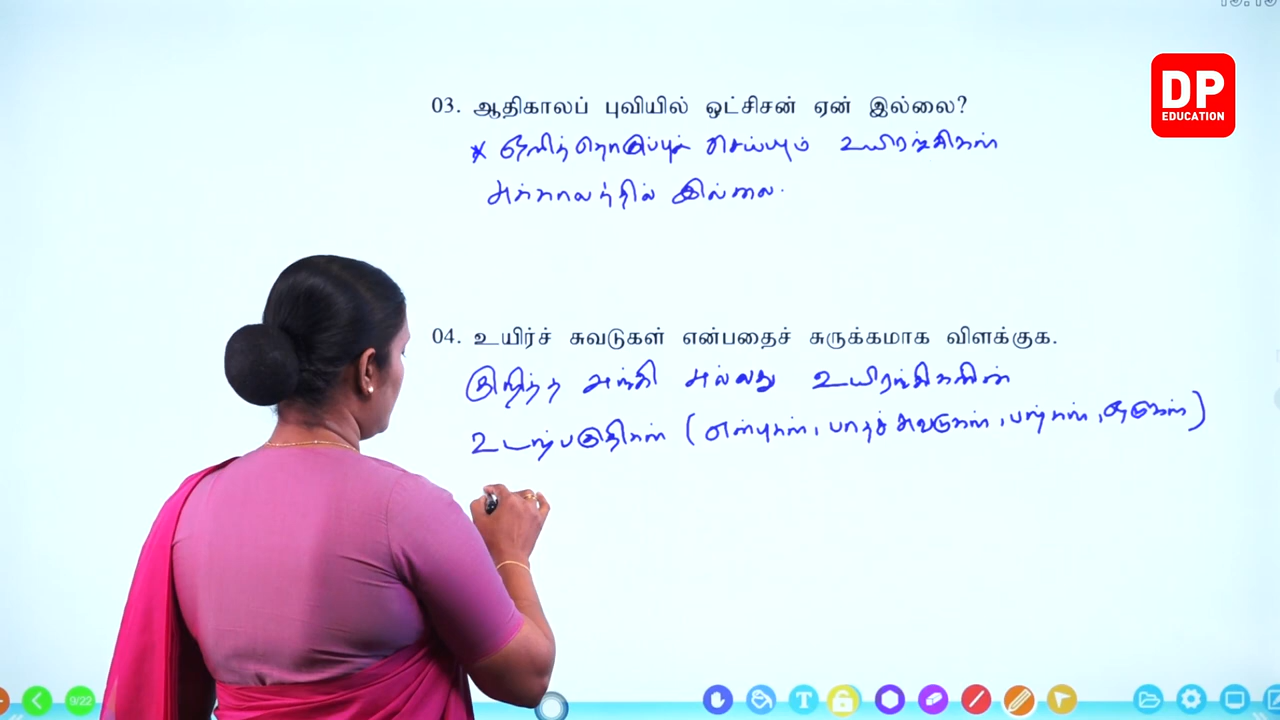 DP
EDUCATION
03. ஆதிகாலப் புவியில் ஒட்சிசன் ஏன் இல்லை?
* ஒளித்தொகுப்புச் செய்யும் உயிரங்கிகள்
அக்காலத்தில் இல்லை.
04. உயிர்ச் சுவடுகள் என்பதைச் சுருக்கமாக விளக்குக.
குறித்த அங்கி அல்லது உயிரங்கிகளின்
உடற்பகுதிகள் (என்புகள், பாதச் சுவடுகள், பற்கள், ஓடுகள்)
9/22
T